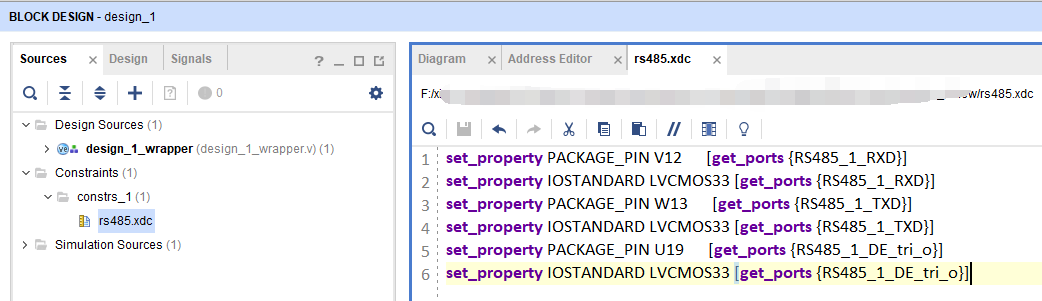 BLOCK DESIGN - design_1
Sources
Design
Signals
0
Design Sources (1)
design_1_wrapper (design_1_wrapper.v) (1)
Constraints (1)
constrs_1 (1)
rs485.xdc
Simulation Sources (1)
Diagram
Address Editor
rs485.xdc
rs485.xdc
1 set_property PACKAGE_PIN V12 [get_ports {RS485_1_RXD}]
2 set_property IOSTANDARD LVCMOS33 [get_ports {RS485_1_RXD}]
3 set_property PACKAGE_PIN W13 [get_ports {RS485_1_TXD}]
4 set_property IOSTANDARD LVCMOS33 [get_ports {RS485_1_TXD}]
5 set_property PACKAGE_PIN U19 [get_ports {RS485_1_DE_tri_o}]
6 set_property IOSTANDARD LVCMOS33 [get_ports {RS485_1_DE_tri_o}]